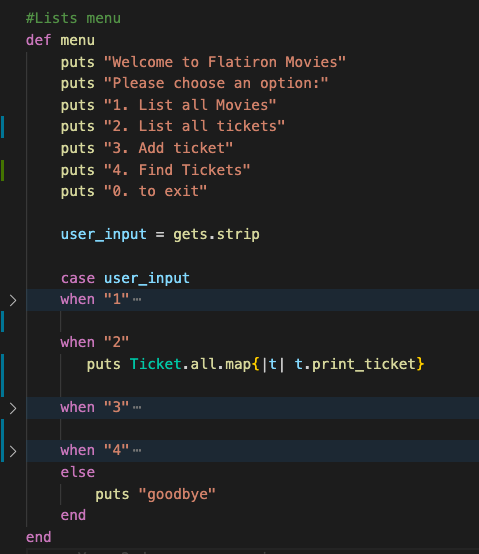 #Lists menu
def menu
puts "Welcome to Flatiron Movies"
puts "Please choose an option:"
puts "1. List all Movies"
puts "2. List all tickets"
puts "3. Add ticket"
puts "4. Find Tickets"
puts "0. to exit"
user_input = gets.strip
case user_input
when "1"⋯
when "2"
puts Ticket.all.map{|t| t.print_ticket}
when "3"⋯
when "4"⋯
else
puts "goodbye"
end
end